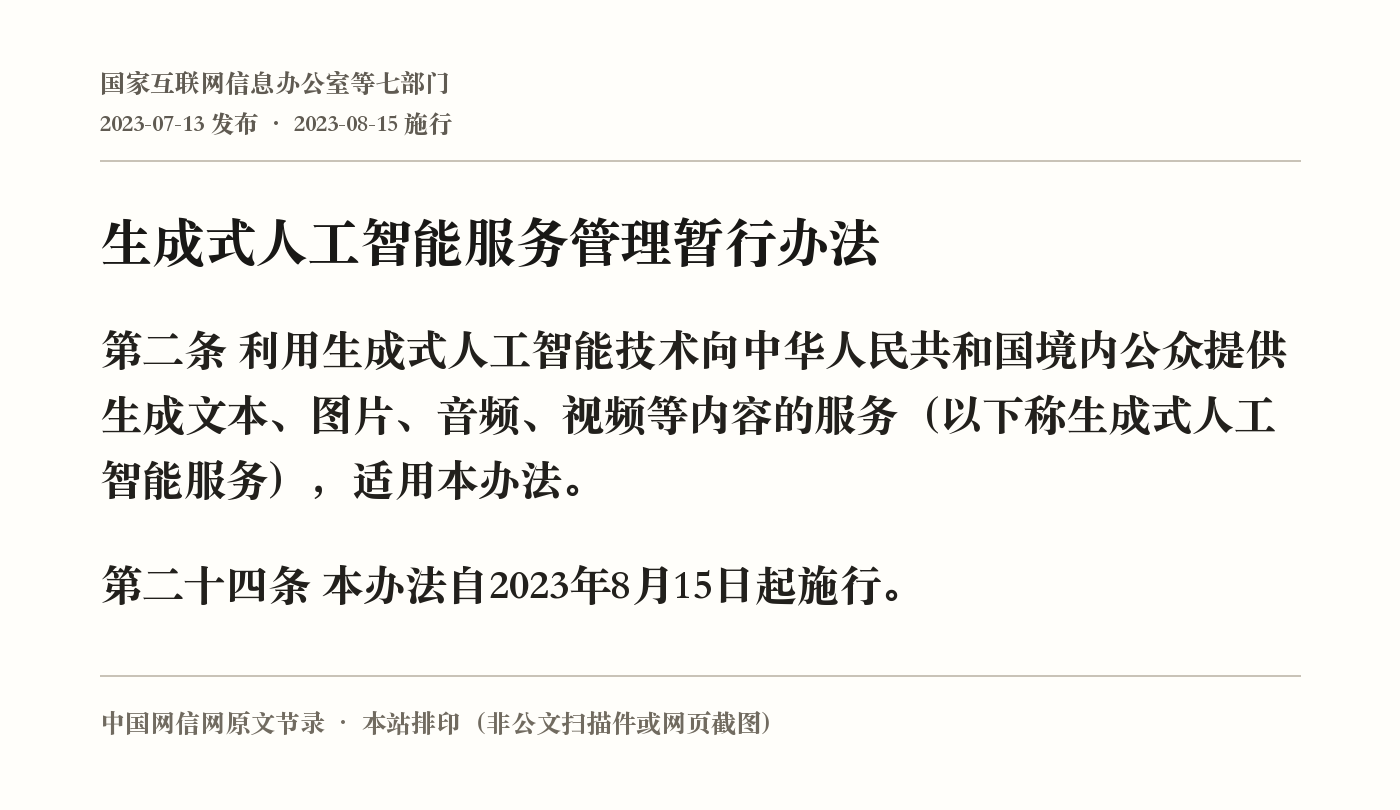 国家互联网信息办公室等七部门
2023-07-13 发布 · 2023-08-15 施行
生成式人工智能服务管理暂行办法
第二条 利用生成式人工智能技术向中华人民共和国境内公众提供
生成文本、图片、音频、视频等内容的服务（以下称生成式人工
智能服务），适用本办法。
第二十四条 本办法自2023年8月15日起施行。
中国网信网原文节录 · 本站排印（非公文扫描件或网页截图）